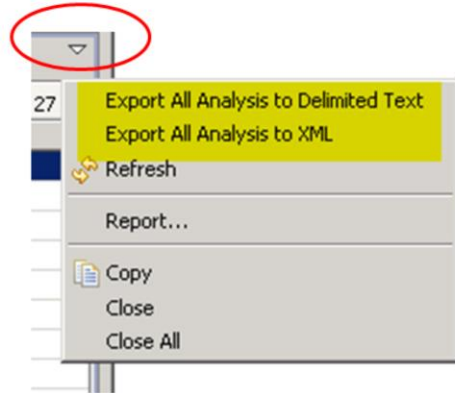 27
Export All Analysis to Delimited Text
Export All Analysis to XML
Refresh
Report...
Copy
Close
Close All